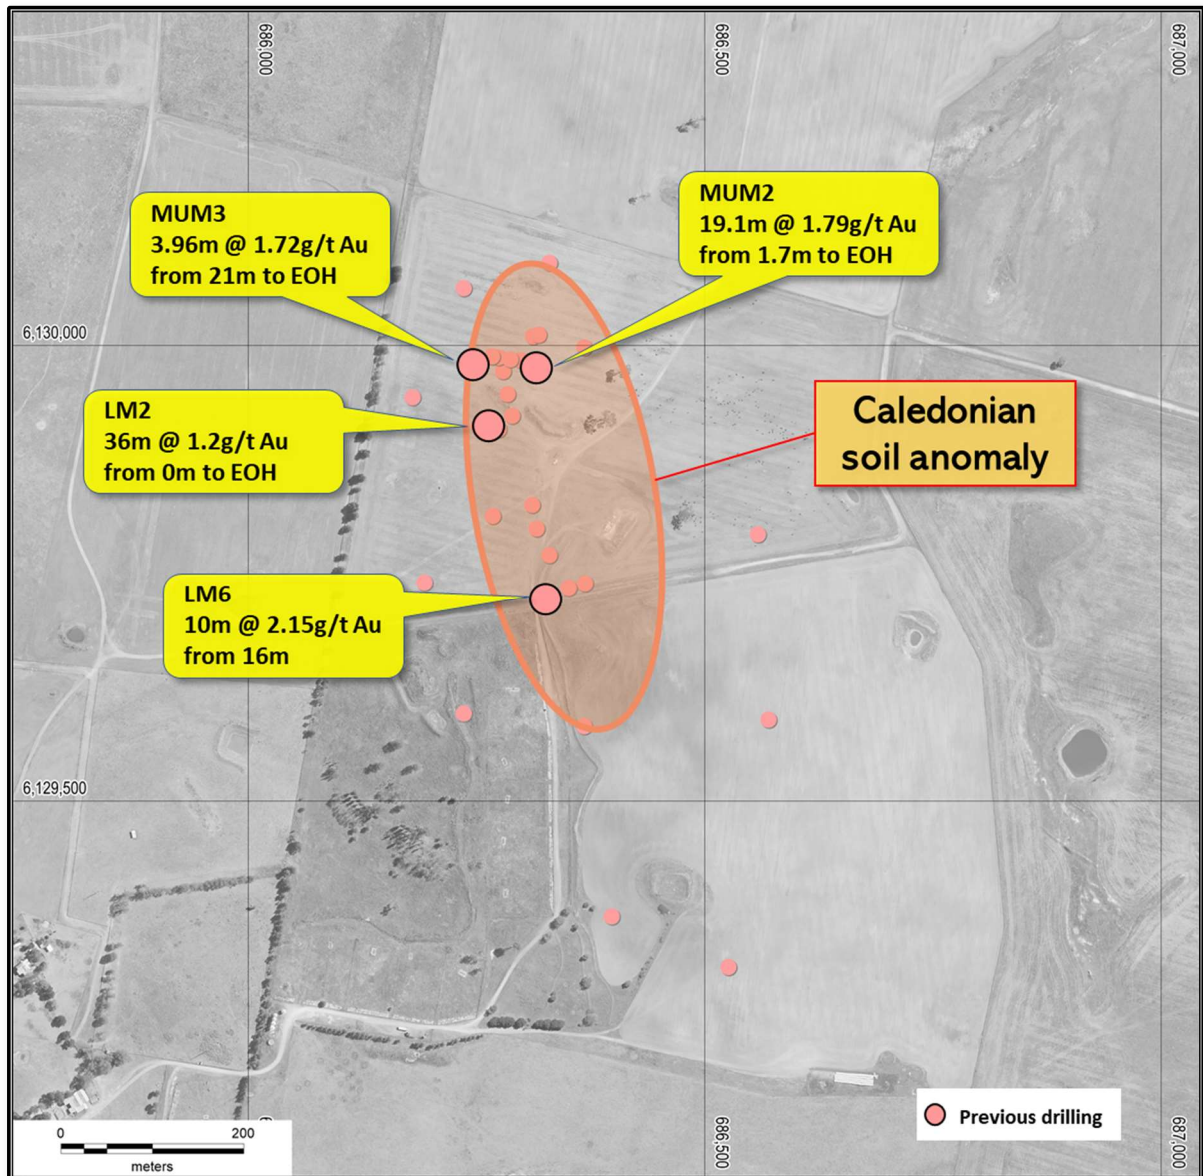 686,000
686,500
687,000
MUM3
3.96m @ 1.72g/t Au
from 21m to EOH
MUM2
19.1m @ 1.79g/t Au
from 1.7m to EOH
6,130,000
LM2
36m @ 1.2g/t Au
from 0m to EOH
Caledonian
soil anomaly
LM6
10m @ 2.15g/t Au
from 16m
6,129,500
Previous drilling
0
200
meters
686,500
687,000